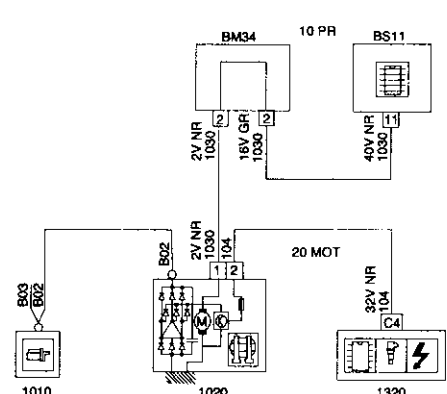 10 PR
BM34
BS11
2
2
11
2V NR
1030
16V GR
1030
40V NR
1030
B03
B02
B02
2V NR
1030
104
20 MOT
1
2
32V NR
104
C4
M
1010
1020
1320